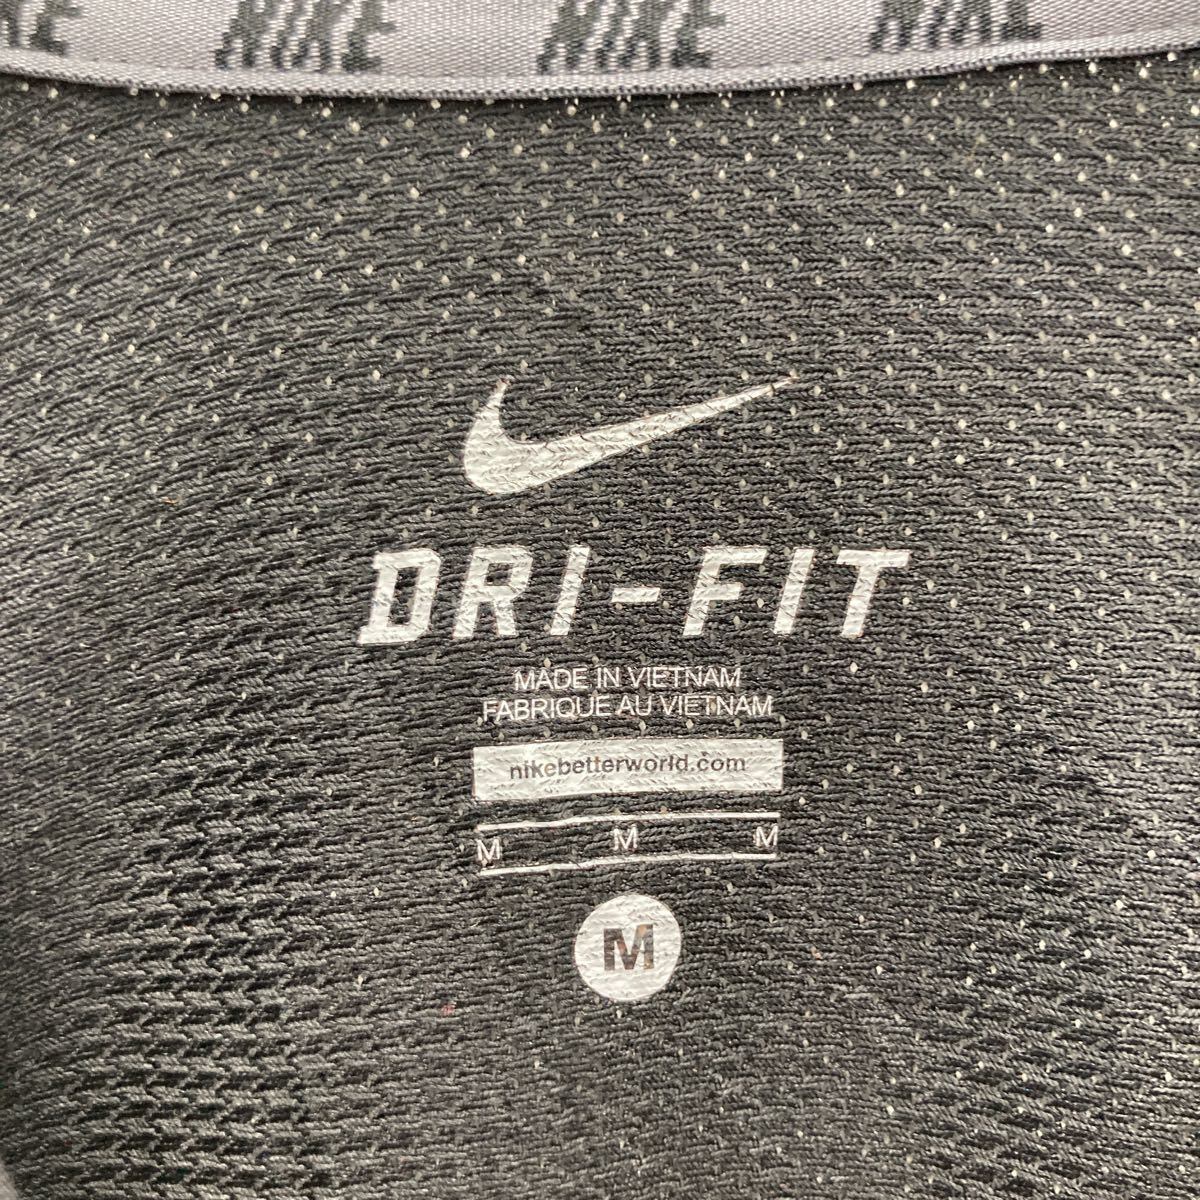 NIKE NIKE NIKE
DRI-FIT
MADE IN VIETNAM
FABRIQUE AU VIETNAM
nikebetterworld.com
M M M
M